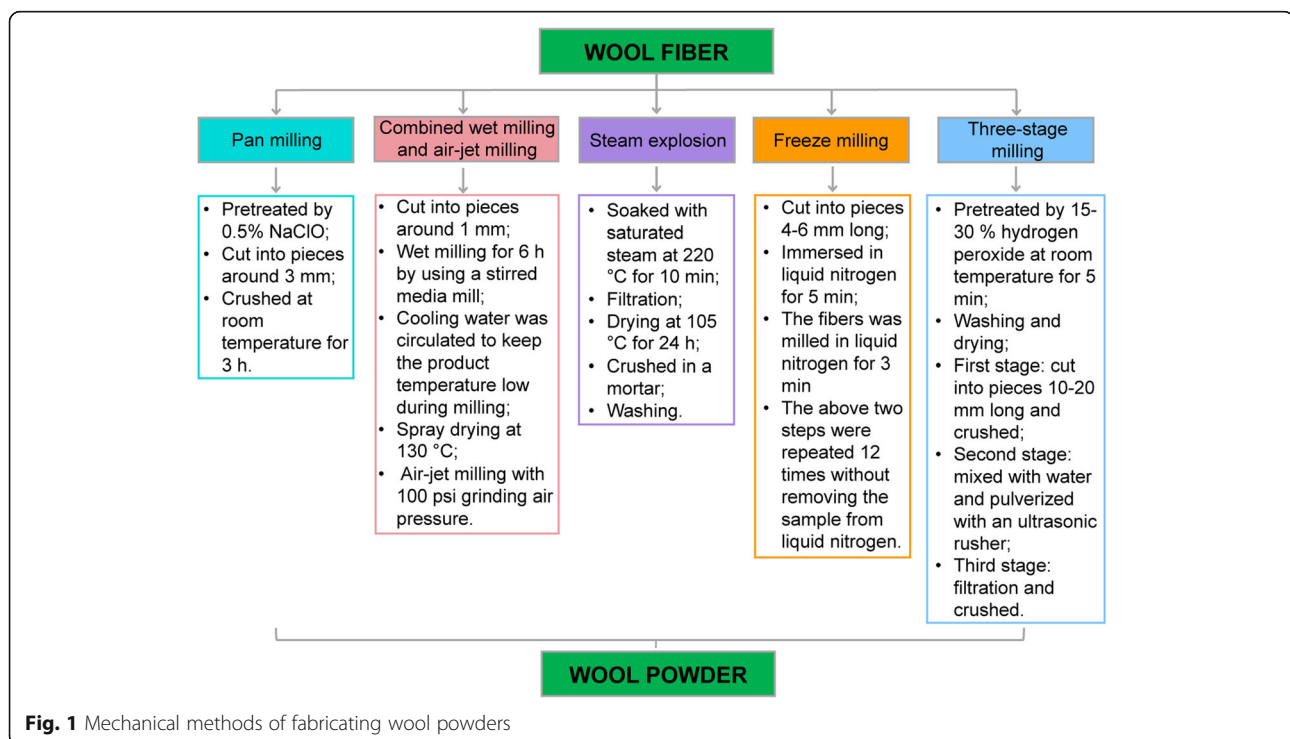 WOOL FIBER
Pan milling
• Pretreated by
0.5% NaClO;
• Cut into pieces
around 3 mm;
• Crushed at
room
temperature for
3 h.
Combined wet milling
and air-jet milling
• Cut into pieces
around 1 mm;
• Wet milling for 6 h
by using a stirred
media mill;
• Cooling water was
circulated to keep
the product
temperature low
during milling;
• Spray drying at
130 °C;
• Air-jet milling with
100 psi grinding air
pressure.
Steam explosion
• Soaked with
saturated
steam at 220
°C for 10 min;
• Filtration;
• Drying at 105
°C for 24 h;
• Crushed in a
mortar;
• Washing.
Freeze milling
• Cut into pieces
4-6 mm long;
• Immersed in
liquid nitrogen
for 5 min;
• The fibers was
milled in liquid
nitrogen for 3
min
• The above two
steps were
repeated 12
times without
removing the
sample from
liquid nitrogen.
Three-stage
milling
• Pretreated by 15-
30 % hydrogen
peroxide at room
temperature for 5
min;
• Washing and
drying;
• First stage: cut
into pieces 10-20
mm long and
crushed;
• Second stage:
mixed with water
and pulverized
with an ultrasonic
rusher;
• Third stage:
filtration and
crushed.
WOOL POWDER
Fig. 1 Mechanical methods of fabricating wool powders